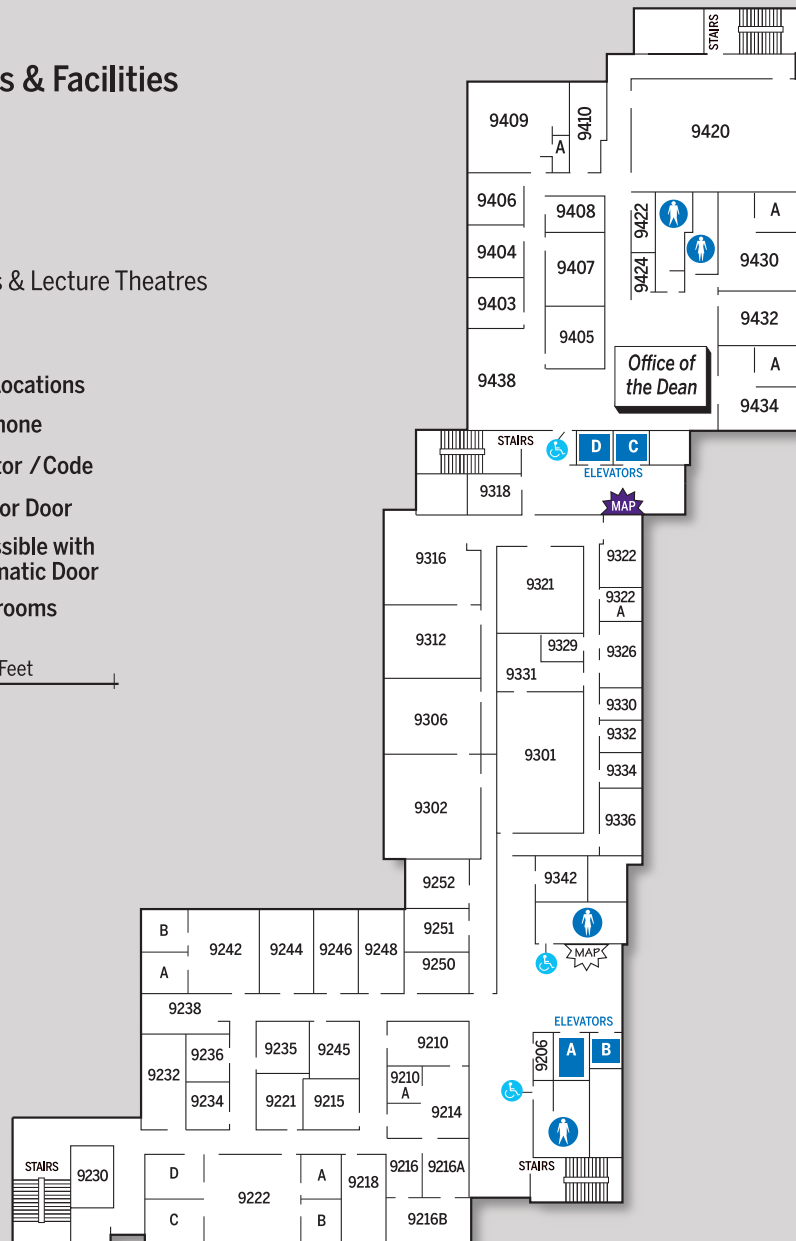 s & Facilities
s & Lecture Theatres
ocations
hone
tor / Code
or Door
ssible with
matic Door
rooms
Feet
STAIRS
9409
A
9410
9420
9406
9408
9422
A
9404
9407
9424
9430
9403
9405
9432
9438
Office of
the Dean
A
9434
STAIRS
D
C
ELEVATORS
9318
MAP
9316
9321
9322
9322
A
9312
9329
9326
9331
9306
9330
9332
9301
9334
9302
9336
9252
9342
B
9242
9244
9246
9248
9251
A
9250
MAP
9238
ELEVATORS
9236
9235
9245
9210
9206
A
B
9232
9210
A
9234
9221
9215
9214
STAIRS
9230
D
A
9218
9216
9216A
STAIRS
9222
C
B
9216B